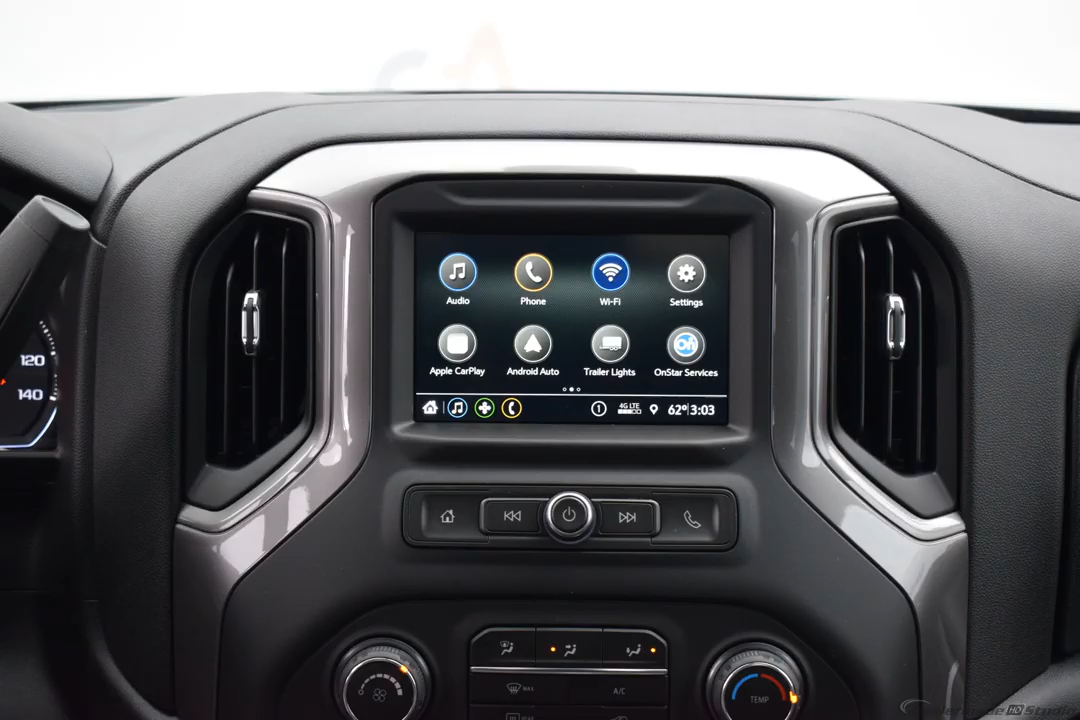 Audio Phone Wi-Fi Settings
Apple CarPlay Android Auto Trailer Lights OnStar Services
1 4G LTE 62° 3:03
120
140
MAX A/C
TEMP